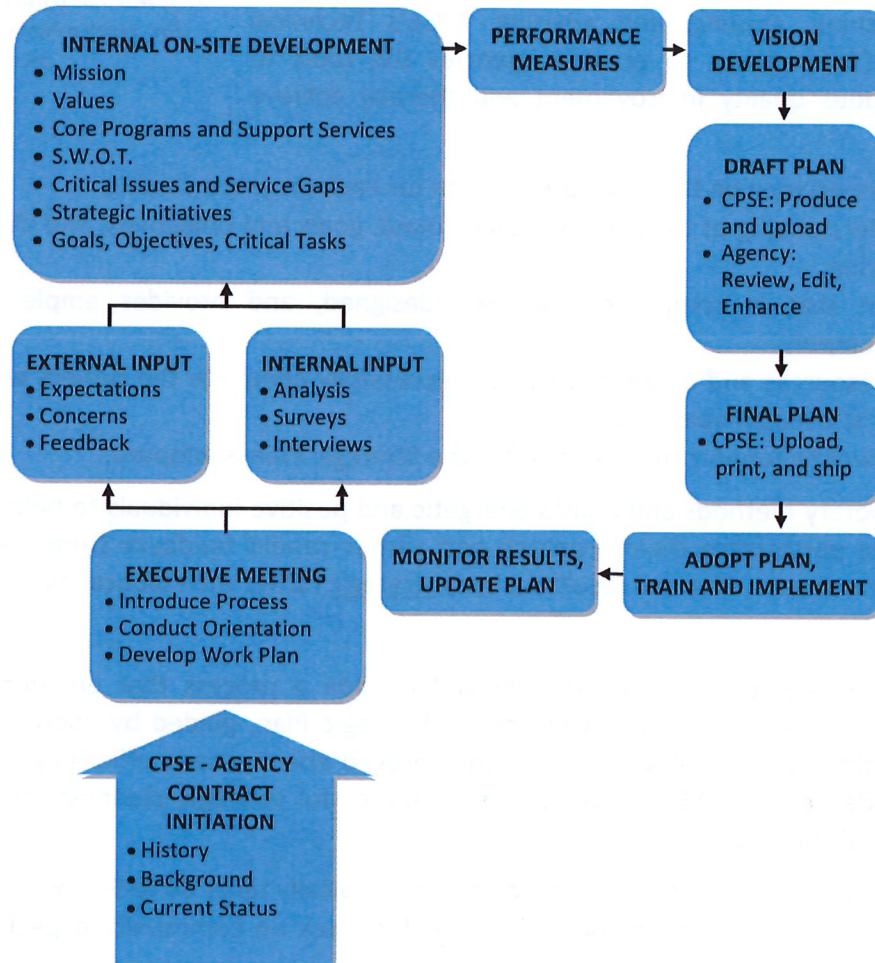 INTERNAL ON-SITE DEVELOPMENT
• Mission
• Values
• Core Programs and Support Services
• S.W.O.T.
• Critical Issues and Service Gaps
• Strategic Initiatives
• Goals, Objectives, Critical Tasks
PERFORMANCE
MEASURES
VISION
DEVELOPMENT
DRAFT PLAN
• CPSE: Produce
and upload
• Agency:
Review, Edit,
Enhance
EXTERNAL INPUT
• Expectations
• Concerns
• Feedback
INTERNAL INPUT
• Analysis
• Surveys
• Interviews
FINAL PLAN
• CPSE: Upload,
print, and ship
EXECUTIVE MEETING
• Introduce Process
• Conduct Orientation
• Develop Work Plan
MONITOR RESULTS,
UPDATE PLAN
ADOPT PLAN,
TRAIN AND IMPLEMENT
CPSE - AGENCY
CONTRACT
INITIATION
• History
• Background
• Current Status